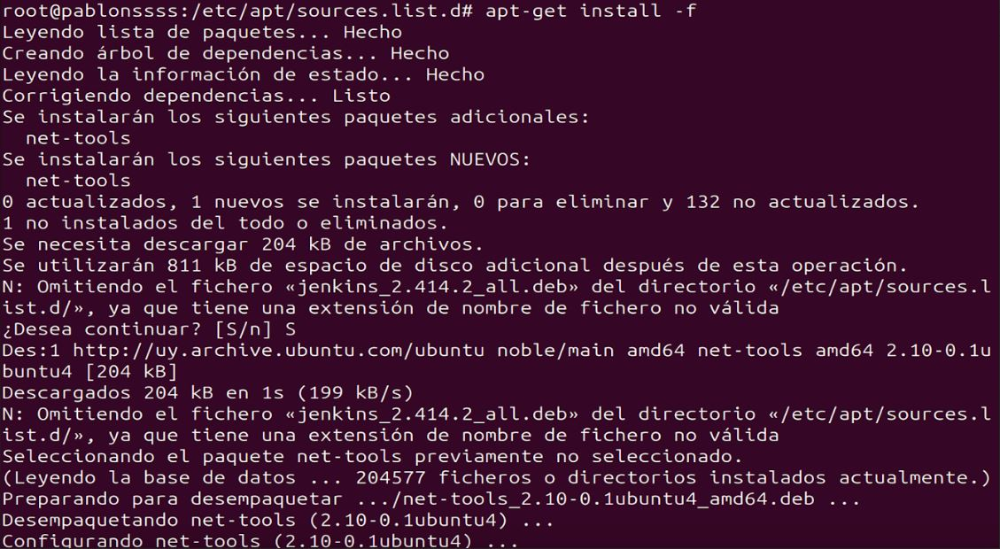 root@pablonssss:/etc/apt/sources.list.d# apt-get install -f
Leyendo lista de paquetes... Hecho
Creando árbol de dependencias... Hecho
Leyendo la información de estado... Hecho
Corrigiendo dependencias... Listo
Se instalarán los siguientes paquetes adicionales:
  net-tools
Se instalarán los siguientes paquetes NUEVOS:
  net-tools
0 actualizados, 1 nuevos se instalarán, 0 para eliminar y 132 no actualizados.
1 no instalados del todo o eliminados.
Se necesita descargar 204 kB de archivos.
Se utilizarán 811 kB de espacio de disco adicional después de esta operación.
N: Omitiendo el fichero «jenkins_2.414.2_all.deb» del directorio «/etc/apt/sources.l
ist.d/», ya que tiene una extensión de nombre de fichero no válida
¿Desea continuar? [S/n] S
Des:1 http://uy.archive.ubuntu.com/ubuntu noble/main amd64 net-tools amd64 2.10-0.1u
buntu4 [204 kB]
Descargados 204 kB en 1s (199 kB/s)
N: Omitiendo el fichero «jenkins_2.414.2_all.deb» del directorio «/etc/apt/sources.l
ist.d/», ya que tiene una extensión de nombre de fichero no válida
Seleccionando el paquete net-tools previamente no seleccionado.
(Leyendo la base de datos ... 204577 ficheros o directorios instalados actualmente.)
Preparando para desempaquetar .../net-tools_2.10-0.1ubuntu4_amd64.deb ...
Desempaquetando net-tools (2.10-0.1ubuntu4) ...
Configurando net-tools (2.10-0.1ubuntu4) ...